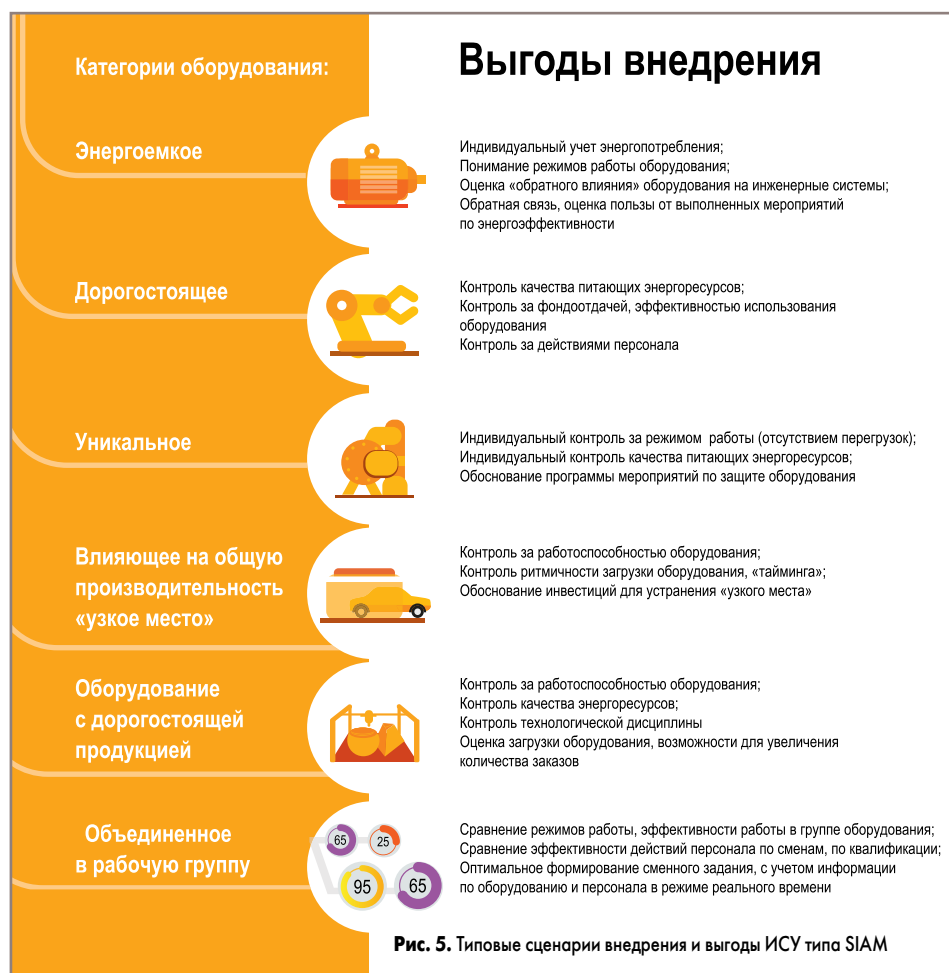 Категории оборудования:
Выгоды внедрения
Энергоемкое
Индивидуальный учет энергопотребления;
Понимание режимов работы оборудования;
Оценка «обратного влияния» оборудования на инженерные системы;
Обратная связь, оценка пользы от выполненных мероприятий
по энергоэффективности
Дорогостоящее
Контроль качества питающих энергоресурсов;
Контроль за фондоотдачей, эффективностью использования
оборудования
Контроль за действиями персонала
Уникальное
Индивидуальный контроль за режимом работы (отсутствием перегрузок);
Индивидуальный контроль качества питающих энергоресурсов;
Обоснование программы мероприятий по защите оборудования
Влияющее на общую
производительность
«узкое место»
Контроль за работоспособностью оборудования;
Контроль ритмичности загрузки оборудования, «тайминга»;
Обоснование инвестиций для устранения «узкого места»
Оборудование
с дорогостоящей
продукцией
Контроль за работоспособностью оборудования;
Контроль качества энергоресурсов;
Контроль технологической дисциплины
Оценка загрузки оборудования, возможности для увеличения
количества заказов
Объединенное
в рабочую группу
65
25
95
65
Сравнение режимов работы, эффективности работы в группе оборудования;
Сравнение эффективности действий персонала по сменам, по квалификации;
Оптимальное формирование сменного задания, с учетом информации
по оборудованию и персонала в режиме реального времени
Рис. 5. Типовые сценарии внедрения и выгоды ИСУ типа SIAM